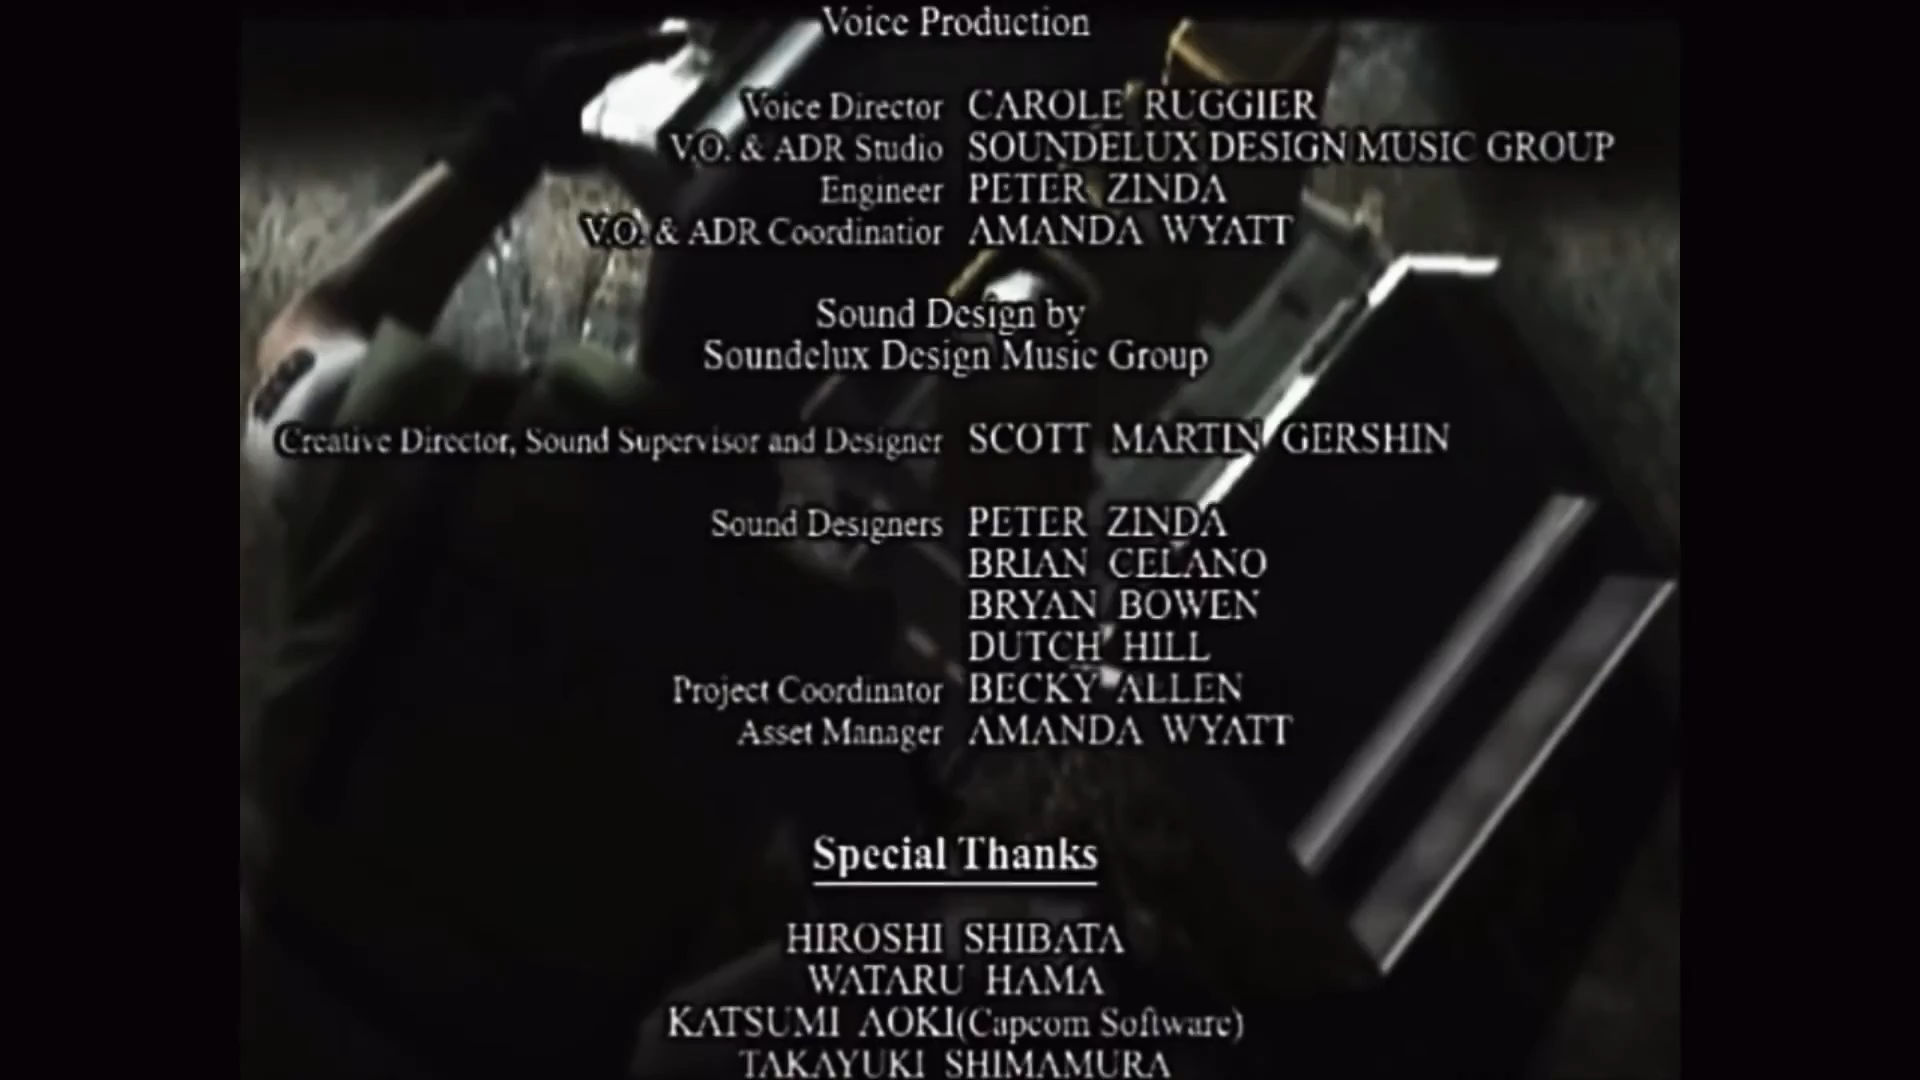 Voice Production
Voice Director CAROLE RUGGIER
V.O. & ADR Studio SOUNDELUX DESIGN MUSIC GROUP
Engineer PETER ZINDA
V.O. & ADR Coordinatior AMANDA WYATT
Sound Design by
Soundelux Design Music Group
Creative Director, Sound Supervisor and Designer SCOTT MARTIN GERSHIN
Sound Designers PETER ZINDA
BRIAN CELANO
BRYAN BOWEN
DUTCH HILL
Project Coordinator BECKY ALLEN
Asset Manager AMANDA WYATT
Special Thanks
HIROSHI SHIBATA
WATARU HAMA
KATSUMI AOKI(Capcom Software)
TAKAYUKI SHIMAMURA